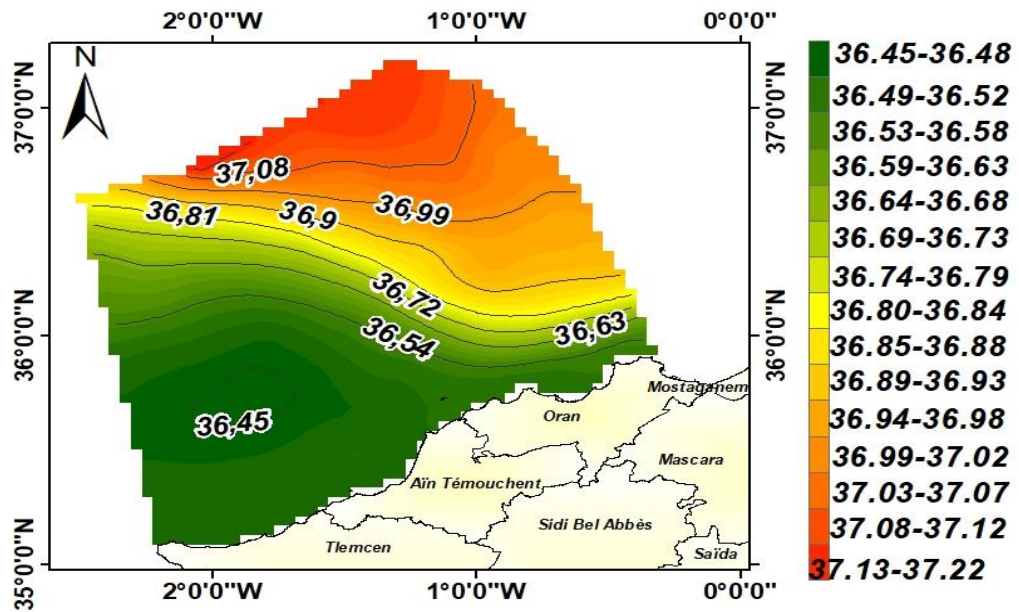 2°0'0"W 1°0'0"W 0°0'0"
N
37°0'0"N
36°0'0"N
35°0'0"N
37°0'0"N
36°0'0"N
35°0'0"N
37,08
36,81
36,9
36,99
36,72
36,54
36,63
36,45
Mostaganem
Oran
Mascara
Aïn Témouchent
Sidi Bel Abbès
Tlemcen
Saïda
2°0'0"W 1°0'0"W 0°0'0"
36.45-36.48
36.49-36.52
36.53-36.58
36.59-36.63
36.64-36.68
36.69-36.73
36.74-36.79
36.80-36.84
36.85-36.88
36.89-36.93
36.94-36.98
36.99-37.02
37.03-37.07
37.08-37.12
37.13-37.22